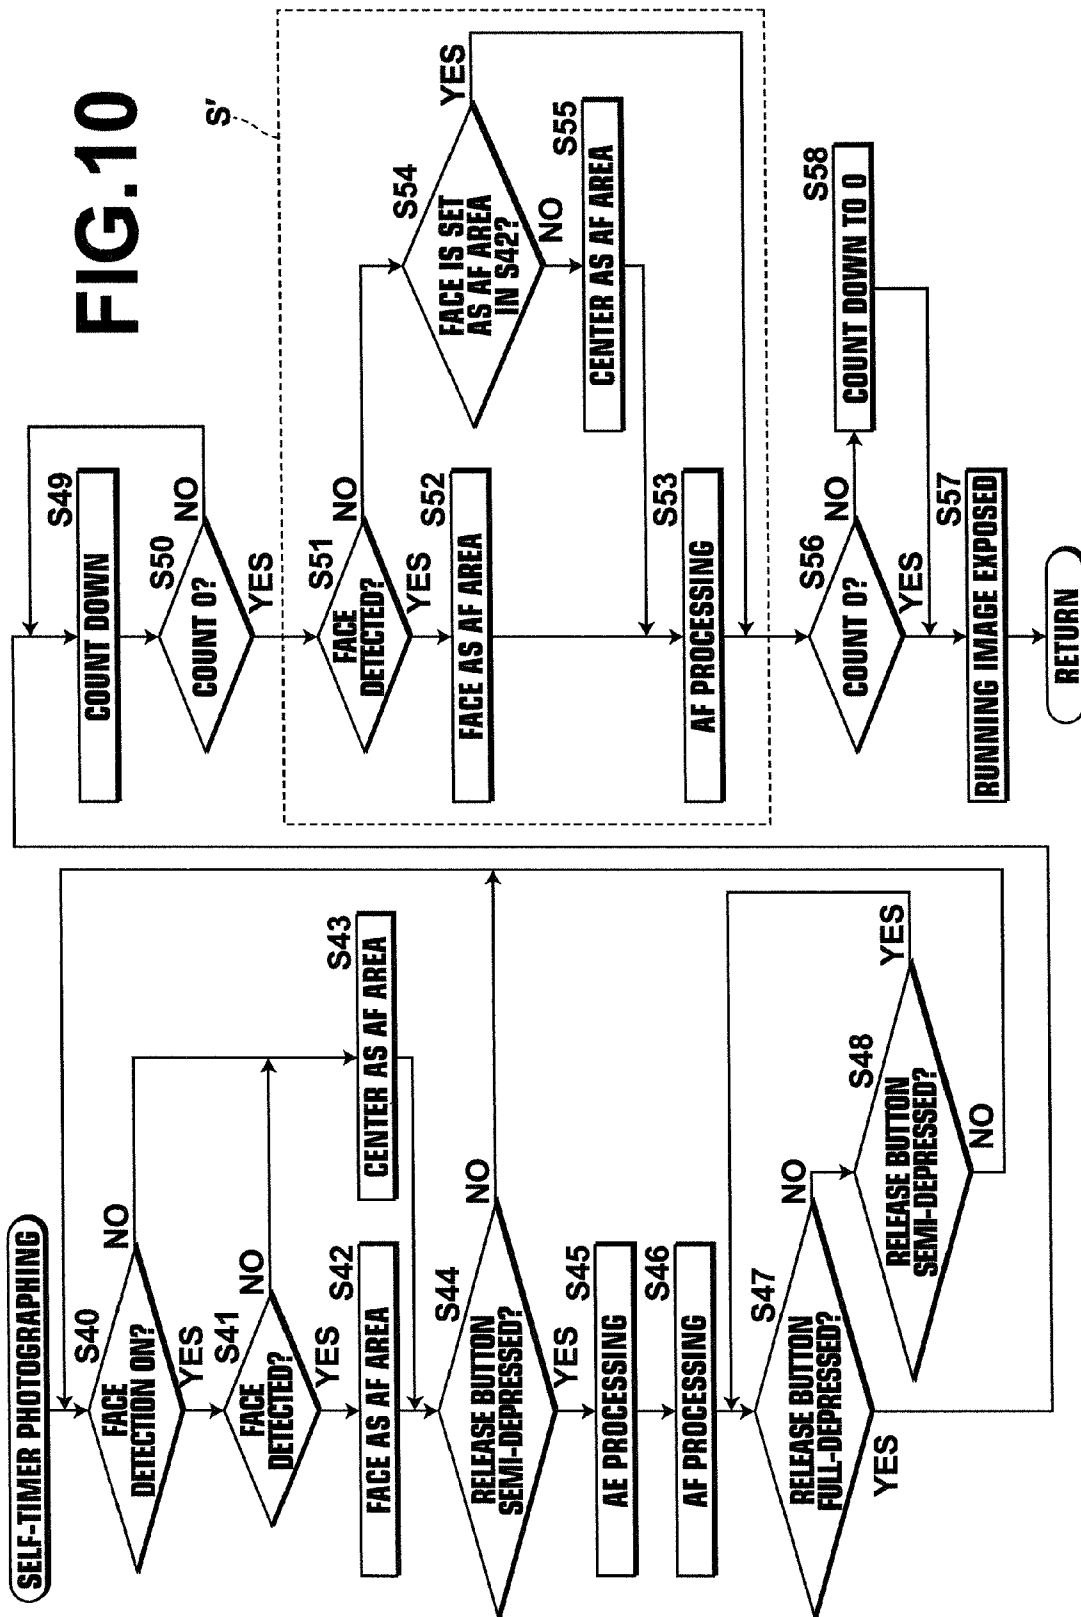 FIG.10
SELF-TIMER PHOTOGRAPHING
S40
FACE
DETECTION ON?
NO
YES
S41
FACE
DETECTED?
NO
YES
S42
FACE AS AF AREA
S43
CENTER AS AF AREA
S44
RELEASE BUTTON
SEMI-DEPRESSED?
NO
YES
S45
AE PROCESSING
S46
AF PROCESSING
S47
RELEASE BUTTON
FULL-DEPRESSED?
NO
YES
S48
RELEASE BUTTON
SEMI-DEPRESSED?
YES
NO
S49
COUNT DOWN
S50
COUNT 0?
NO
YES
S'
S51
FACE
DETECTED?
NO
YES
S52
FACE AS AF AREA
S53
AF PROCESSING
S54
FACE IS SET
AS AF AREA
IN S42?
YES
NO
S55
CENTER AS AF AREA
S56
COUNT 0?
NO
YES
S58
COUNT DOWN TO 0
S57
RUNNING IMAGE EXPOSED
RETURN